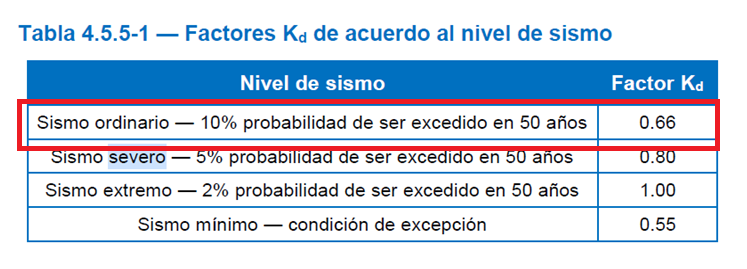 Tabla 4.5.5-1 — Factores Kd de acuerdo al nivel de sismo
Nivel de sismo Factor Kd
Sismo ordinario — 10% probabilidad de ser excedido en 50 años 0.66
Sismo severo — 5% probabilidad de ser excedido en 50 años 0.80
Sismo extremo — 2% probabilidad de ser excedido en 50 años 1.00
Sismo mínimo — condición de excepción 0.55